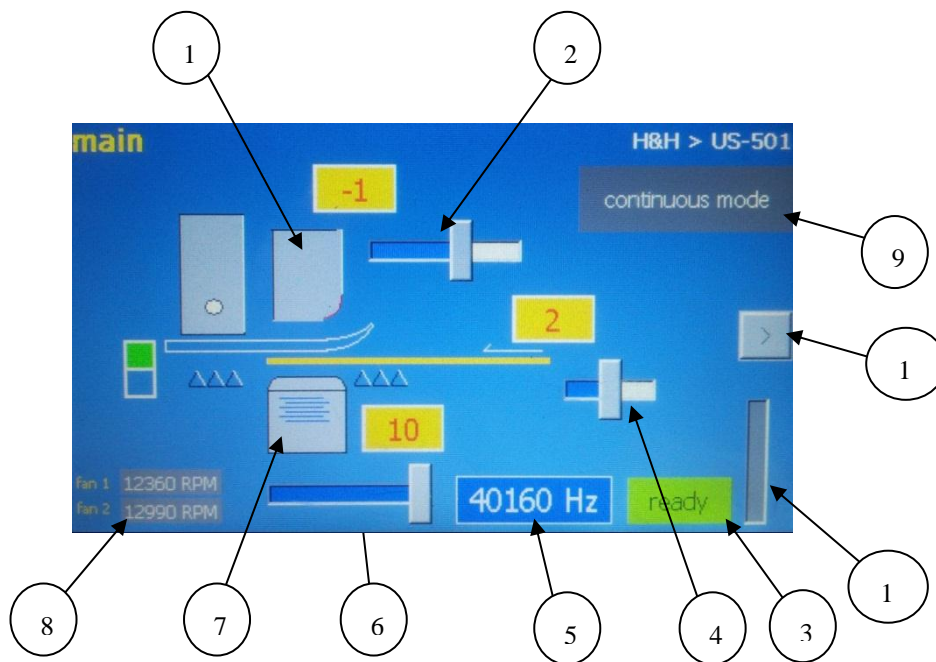 1
2
main
H&H > US-501
-1
continuous mode
9
2
>
1
10
fan 1 12360 RPM
fan 2 12990 RPM
40160 Hz
ready
1
8
7
6
5
4
3